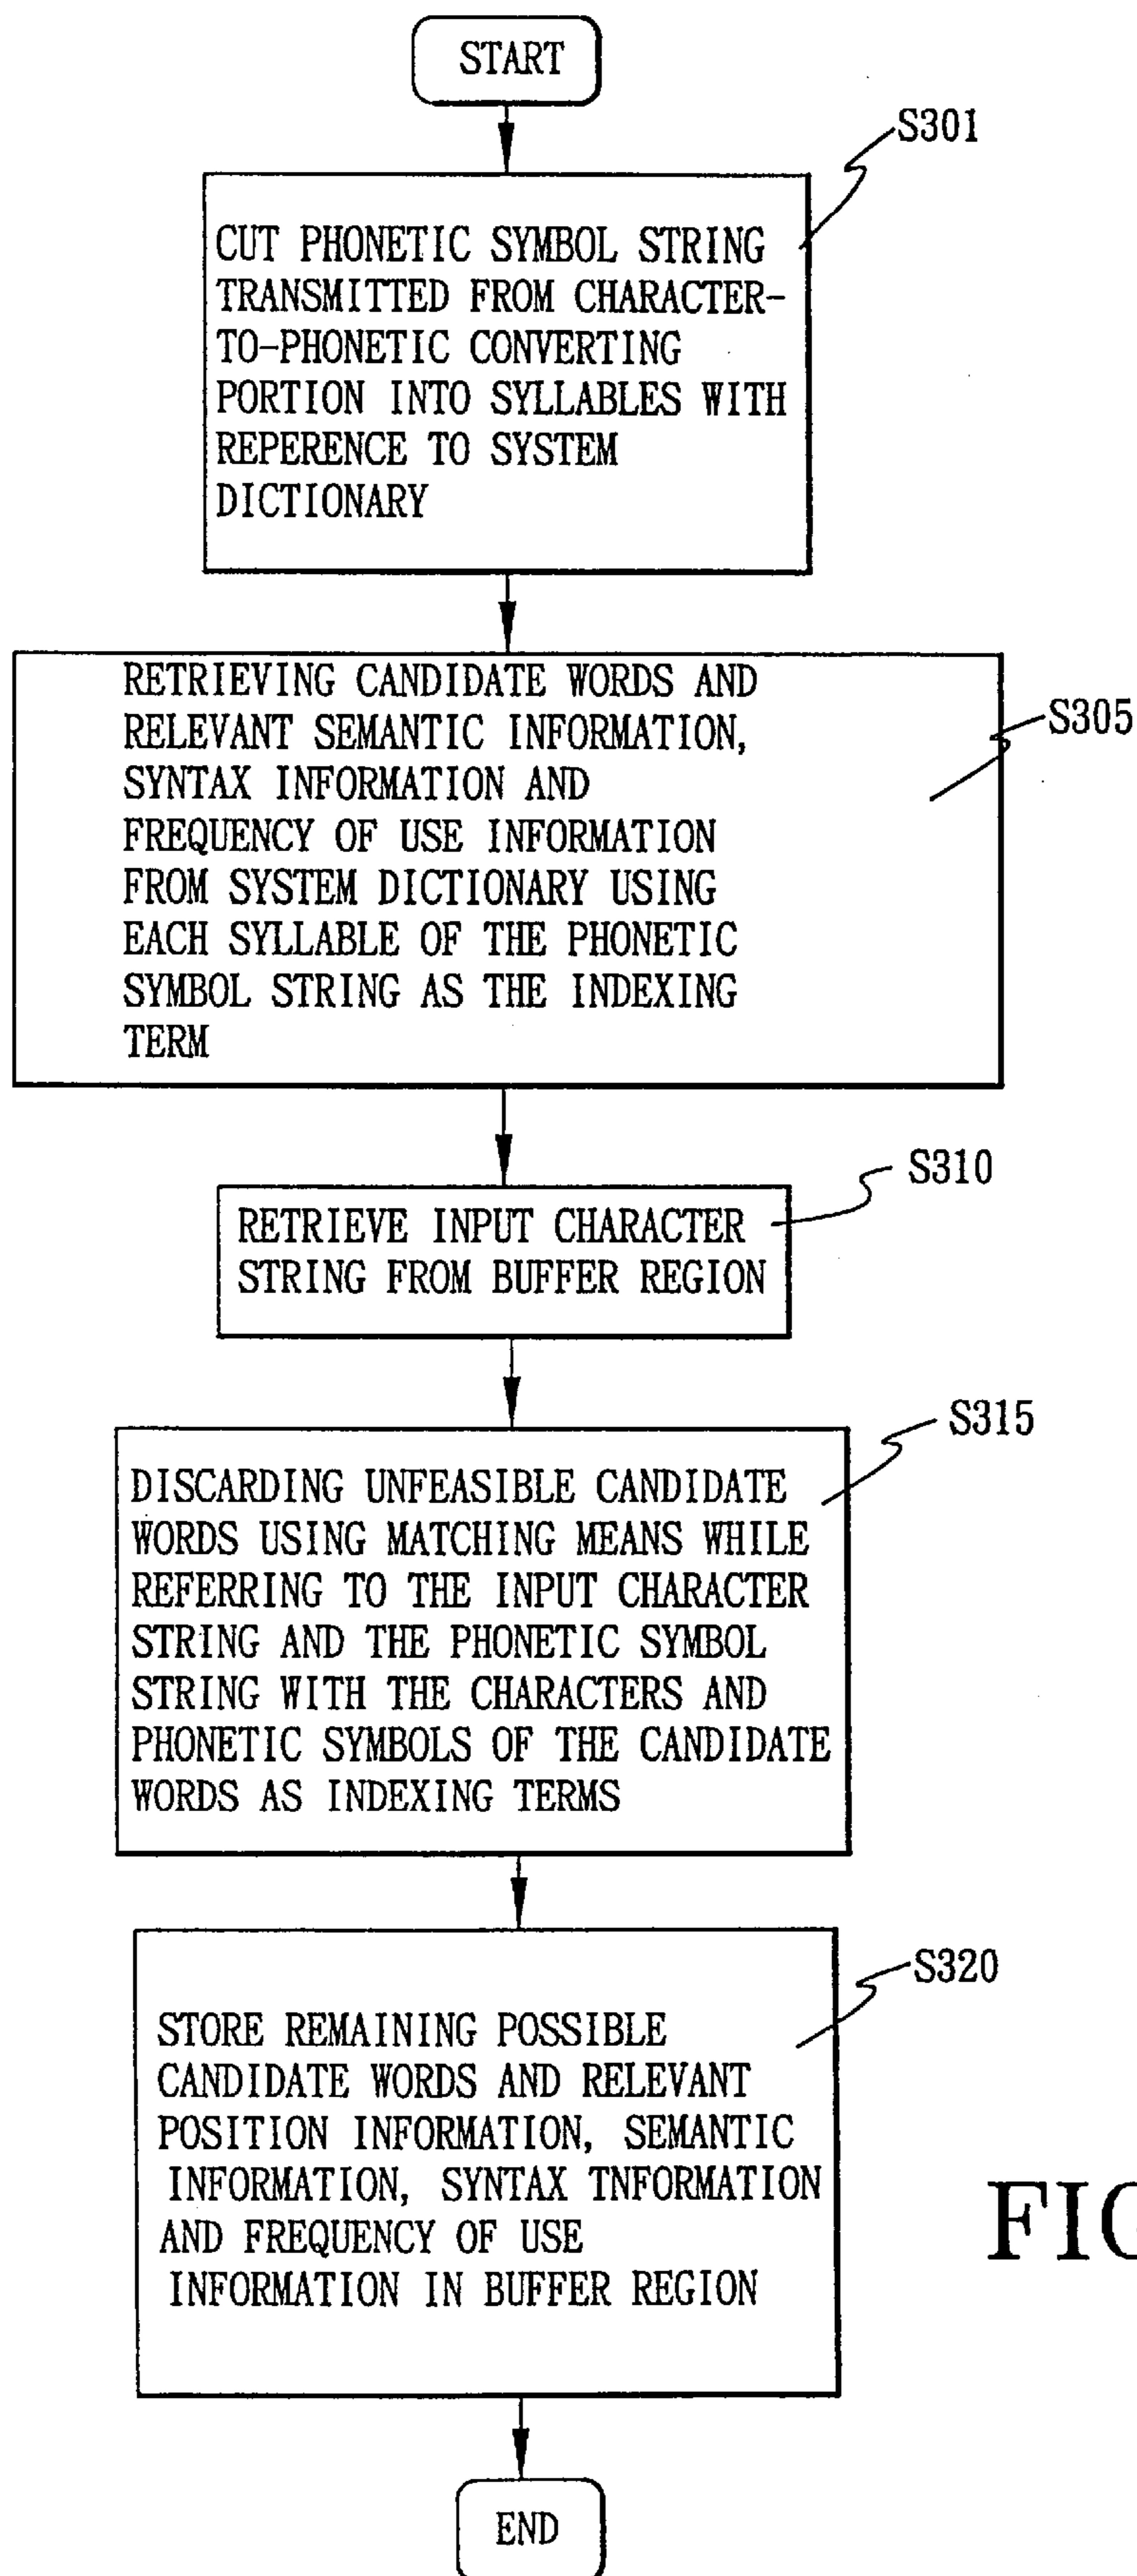 START
S301
CUT PHONETIC SYMBOL STRING
TRANSMITTED FROM CHARACTER-
TO-PHONETIC CONVERTING
PORTION INTO SYLLABLES WITH
REPERENCE TO SYSTEM
DICTIONARY
RETRIEVING CANDIDATE WORDS AND
RELEVANT SEMANTIC INFORMATION,
SYNTAX INFORMATION AND
FREQUENCY OF USE INFORMATION
FROM SYSTEM DICTIONARY USING
EACH SYLLABLE OF THE PHONETIC
SYMBOL STRING AS THE INDEXING
TERM
S305
S310
RETRIEVE INPUT CHARACTER
STRING FROM BUFFER REGION
S315
DISCARDING UNFEASIBLE CANDIDATE
WORDS USING MATCHING MEANS WHILE
REFERRING TO THE INPUT CHARACTER
STRING AND THE PHONETIC SYMBOL
STRING WITH THE CHARACTERS AND
PHONETIC SYMBOLS OF THE CANDIDATE
WORDS AS INDEXING TERMS
S320
STORE REMAINING POSSIBLE
CANDIDATE WORDS AND RELEVANT
POSITION INFORMATION, SEMANTIC
INFORMATION, SYNTAX TNFORMATION
AND FREQUENCY OF USE
INFORMATION IN BUFFER REGION
END